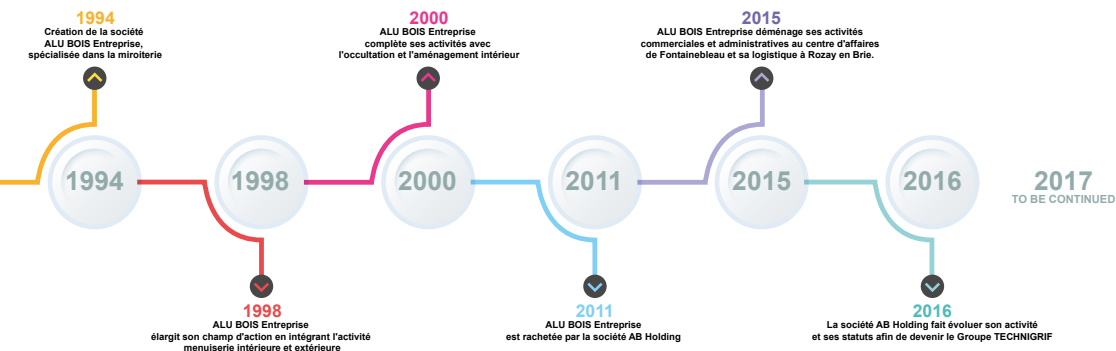 1994
Création de la société
ALU BOIS Entreprise,
spécialisée dans la miroiterie
2000
ALU BOIS Entreprise
complète ses activités avec
l'occultation et l'aménagement intérieur
2015
ALU BOIS Entreprise déménage ses activités
commerciales et administratives au centre d'affaires
de Fontainebleau et sa logistique à Rozay en Brie.
1994
1998
2000
2011
2015
2016
2017
TO BE CONTINUED
1998
ALU BOIS Entreprise
élargit son champ d'action en intégrant l'activité
menuiserie intérieure et extérieure
2011
ALU BOIS Entreprise
est rachetée par la société AB Holding
2016
La société AB Holding fait évoluer son activité
et ses statuts afin de devenir le Groupe TECHNIGRIF